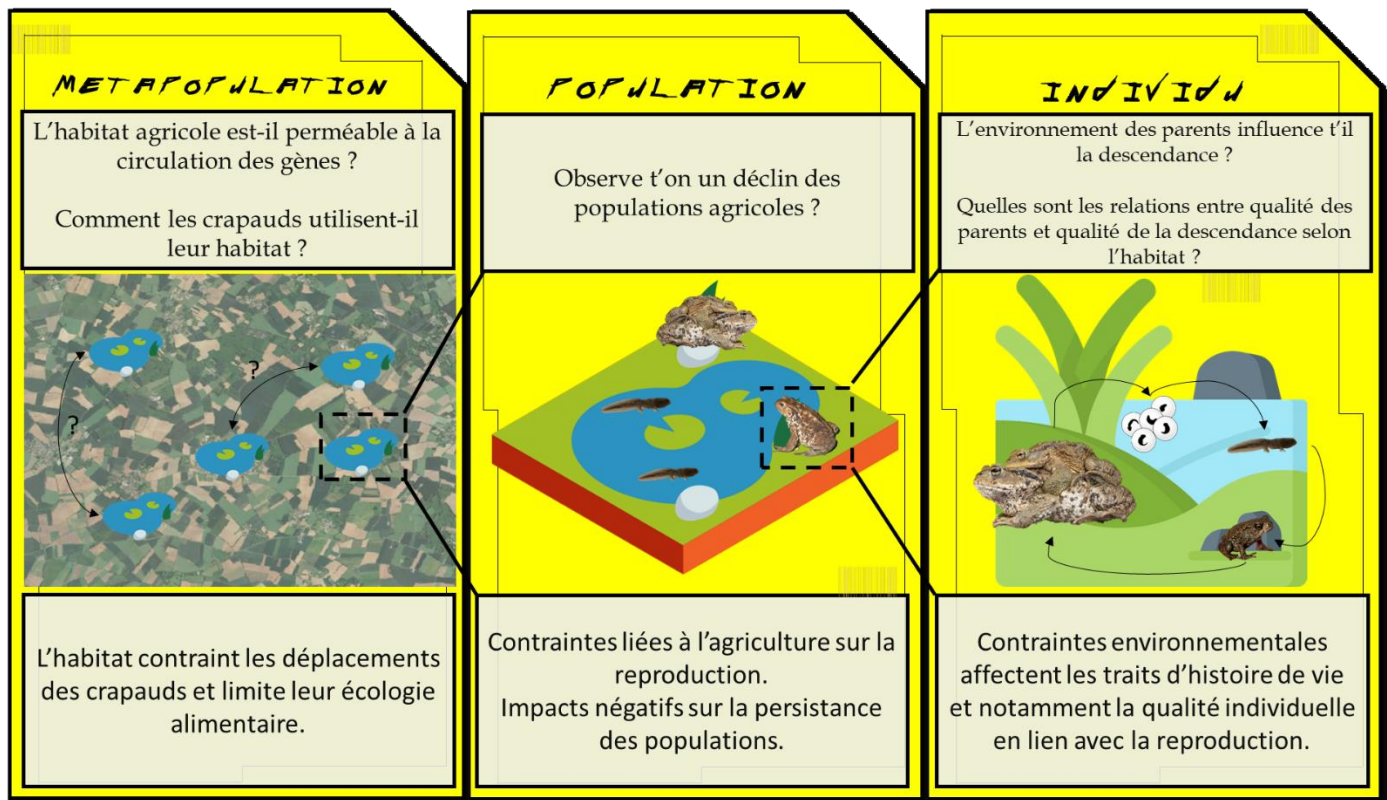 METAPOPULATION
L'habitat agricole est-il perméable à la
circulation des gènes ?
Comment les crapauds utilisent-il
leur habitat ?
?
?
L'habitat contraint les déplacements
des crapauds et limite leur écologie
alimentaire.
POPULATION
Observe t'on un déclin des
populations agricoles ?
Contraintes liées à l'agriculture sur la
reproduction.
Impacts négatifs sur la persistance
des populations.
INdIVIdu
L'environnement des parents influence t'il
la descendance ?
Quelles sont les relations entre qualité des
parents et qualité de la descendance selon
l'habitat ?
Contraintes environnementales
affectent les traits d'histoire de vie
et notamment la qualité individuelle
en lien avec la reproduction.